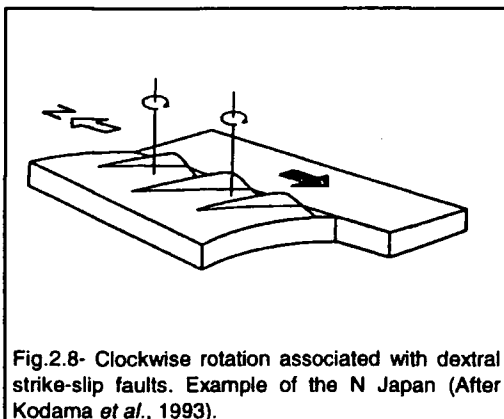 N
Fig.2.8- Clockwise rotation associated with dextral
strike-slip faults. Example of the N Japan (After
Kodama et al., 1993).